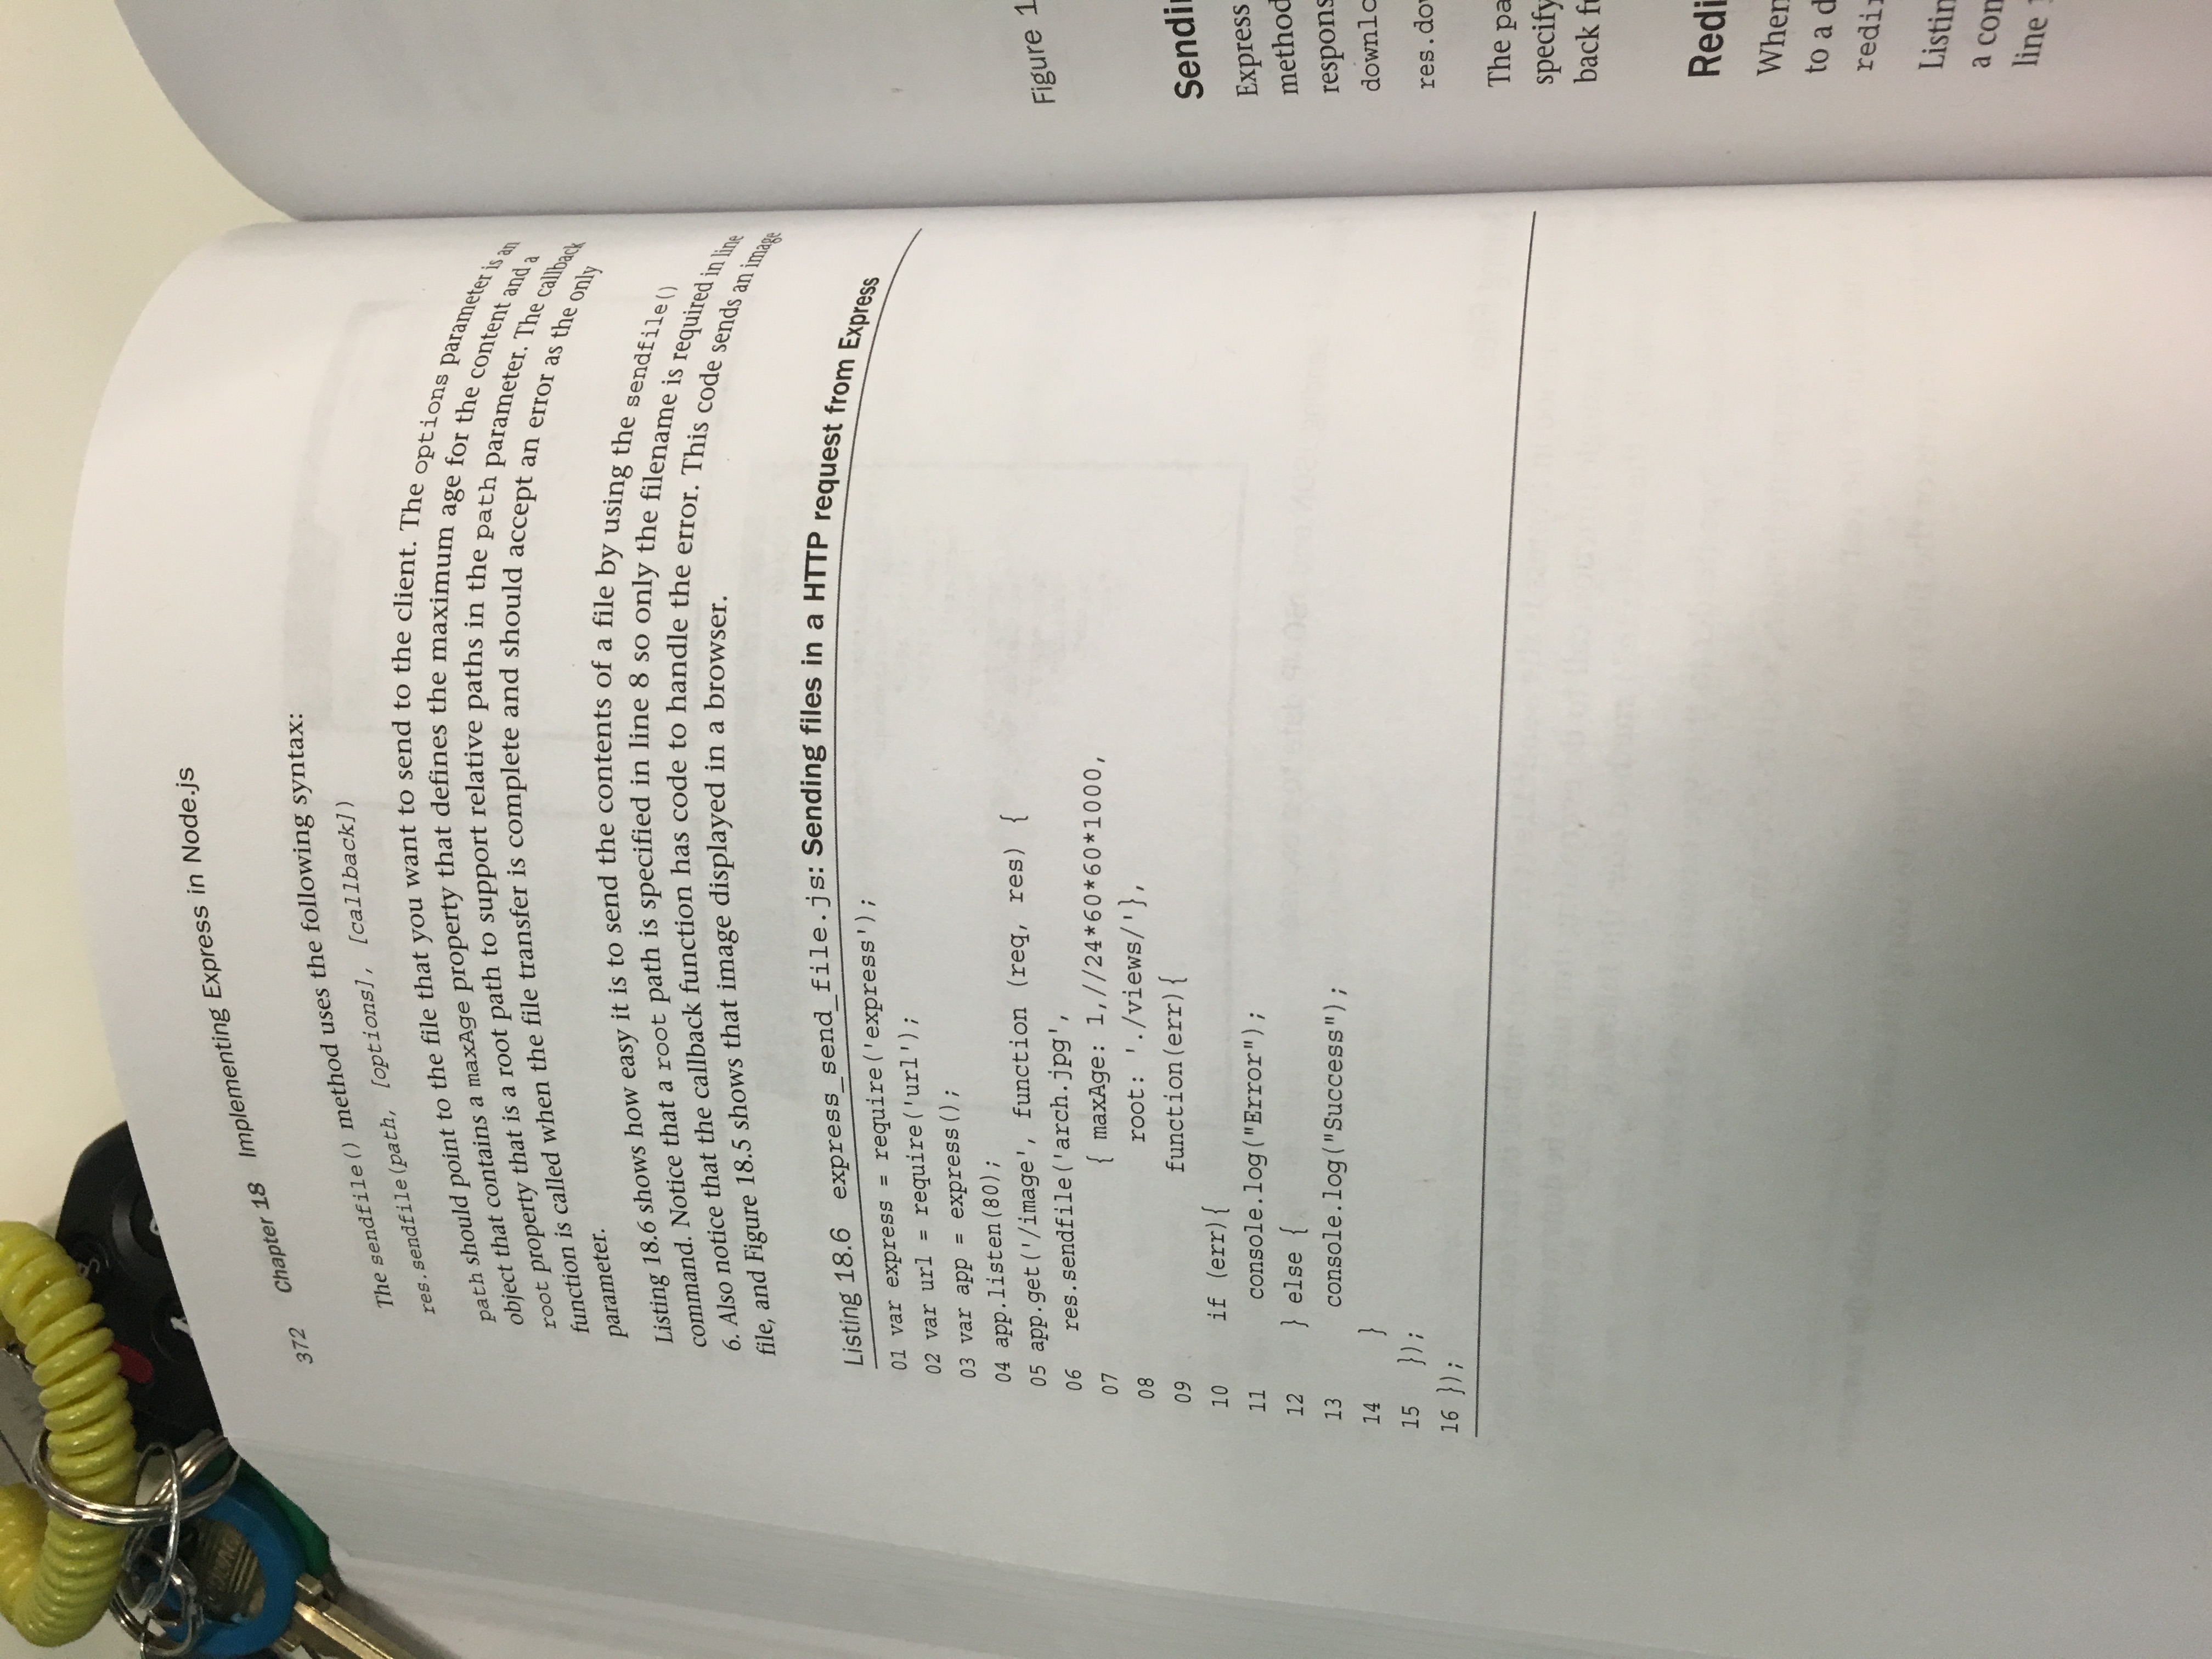 372 Chapter 18 Implementing Express in Node.js
The sendfile() method uses the following syntax:
res.sendfile(path, [options], [callback])
path should point to the file that you want to send to the client. The options parameter is an
object that contains a maxAge property that defines the maximum age for the content and a
root property that is a root path to support relative paths in the path parameter. The callback
function is called when the file transfer is complete and should accept an error as the only
parameter.
Listing 18.6 shows how easy it is to send the contents of a file by using the sendfile()
command. Notice that a root path is specified in line 8 so only the filename is required in line
6. Also notice that the callback function has code to handle the error. This code sends an image
file, and Figure 18.5 shows that image displayed in a browser.
Listing 18.6 express_send_file.js: Sending files in a HTTP request from Express
01 var express = require('express');
02 var url = require('url');
03 var app = express();
04 app.listen(80);
05 app.get('/image', function (req, res) {
06   res.sendfile('arch.jpg',
07                { maxAge: 1,//24*60*60*1000,
08                  root: './views/'},
09                function(err){
10     if (err){
11       console.log("Error");
12     } else {
13       console.log("Success");
14     }
15   });
16 });
Figure 1
Sendi
Express
method
respons
downlo
res.do
The pa
specify
back fu
Redi
When
to a d
redi
Listin
a con
line